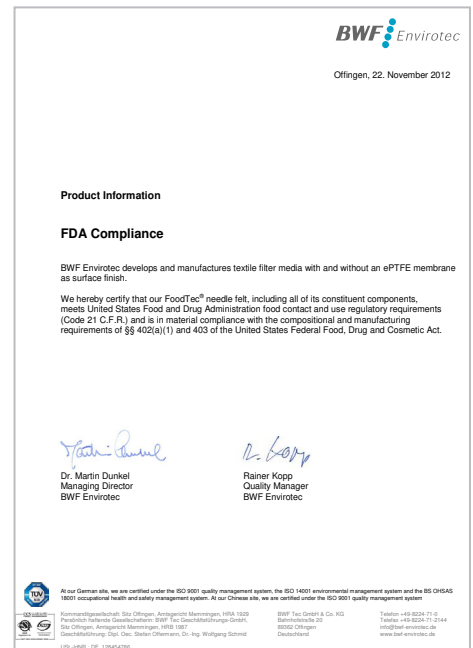 BWF Envirotec
Offingen, 22. November 2012
Product Information
FDA Compliance
BWF Envirotec develops and manufactures textile filter media with and without an ePTFE membrane
as surface finish.
We hereby certify that our FoodTec® needle felt, including all of its constituent components,
meets United States Food and Drug Administration food contact and use regulatory requirements
(Code 21 C.F.R.) and is in material compliance with the compositional and manufacturing
requirements of §§ 402(a)(1) and 403 of the United States Federal Food, Drug and Cosmetic Act.
Dr. Martin Dunkel
Managing Director
BWF Envirotec
Rainer Kopp
Quality Manager
BWF Envirotec
TÜV
At our German site, we are certified under the ISO 9001 quality management system, the ISO 14001 environmental management system and the BS OHSAS
18001 occupational health and safety management system. At our Chinese site, we are certified under the ISO 9001 quality management system
Kommanditgesellschaft: Sitz Offingen, Amtsgericht Memmingen, HRA 1929
Persönlich haftende Gesellschafterin: BWF Tec Geschäftsführungs-GmbH,
Sitz Offingen, Amtsgericht Memmingen, HRB 1987
Geschäftsführung: Dipl. Oec. Stefan Offermann, Dr.-Ing. Wolfgang Schmid
BWF Tec GmbH & Co. KG
Bahnhofstraße 20
89362 Offingen
Deutschland
Telefon +49-8224-71-0
Telefax +49-8224-71-2144
info@bwf-envirotec.de
www.bwf-envirotec.de